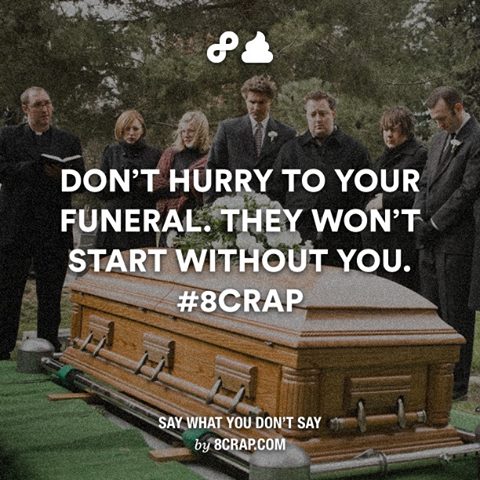 DON'T HURRY TO YOUR
FUNERAL. THEY WON'T
START WITHOUT YOU.
#8CRAP
SAY WHAT YOU DON'T SAY
by 8CRAP.COM